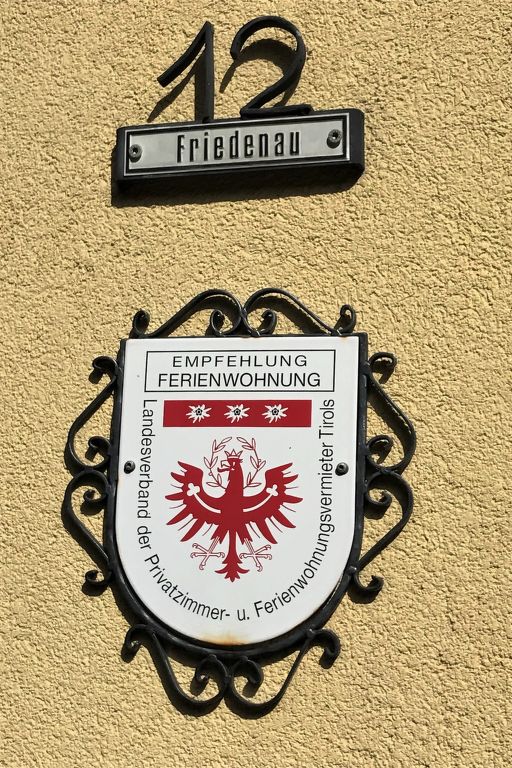 12
Friedenau
EMPFEHLUNG
FERIENWOHNUNG
Landesverband der Privatzimmer- u. Ferienwohnungsvermieter Tirols